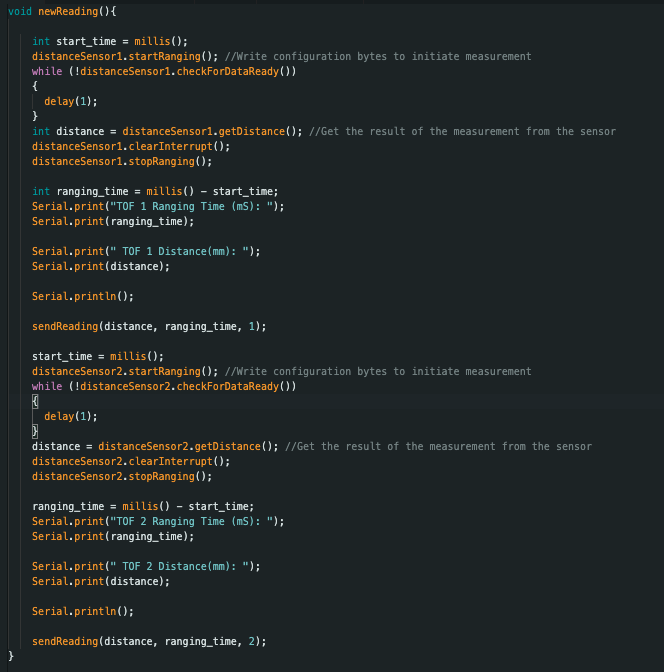 void newReading(){
int start_time = millis();
distanceSensor1.startRanging(); //Write configuration bytes to initiate measurement
while (!distanceSensor1.checkForDataReady())
{
delay(1);
}
int distance = distanceSensor1.getDistance(); //Get the result of the measurement from the sensor
distanceSensor1.clearInterrupt();
distanceSensor1.stopRanging();
int ranging_time = millis() - start_time;
Serial.print("TOF 1 Ranging Time (mS): ");
Serial.print(ranging_time);
Serial.print(" TOF 1 Distance(mm): ");
Serial.print(distance);
Serial.println();
sendReading(distance, ranging_time, 1);
start_time = millis();
distanceSensor2.startRanging(); //Write configuration bytes to initiate measurement
while (!distanceSensor2.checkForDataReady())
{
delay(1);
}
distance = distanceSensor2.getDistance(); //Get the result of the measurement from the sensor
distanceSensor2.clearInterrupt();
distanceSensor2.stopRanging();
ranging_time = millis() - start_time;
Serial.print("TOF 2 Ranging Time (mS): ");
Serial.print(ranging_time);
Serial.print(" TOF 2 Distance(mm): ");
Serial.print(distance);
Serial.println();
sendReading(distance, ranging_time, 2);
}